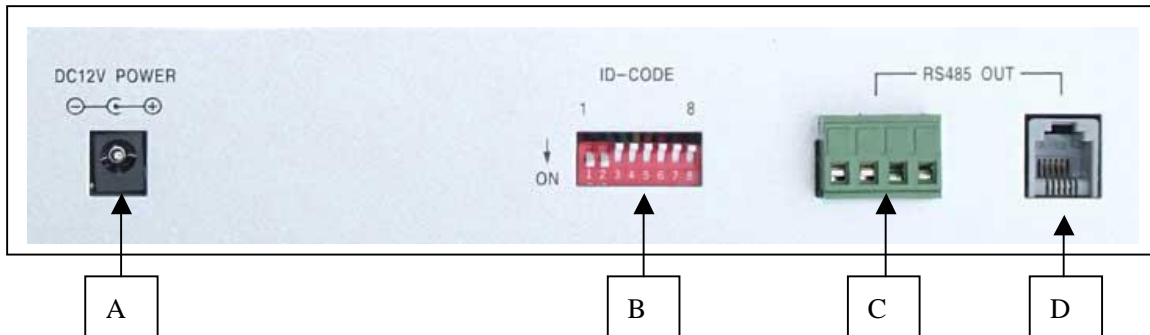 DC12V POWER
ID-CODE
RS485 OUT
1 8
ON
1 2 3 4 5 6 7 8
A
B
C
D